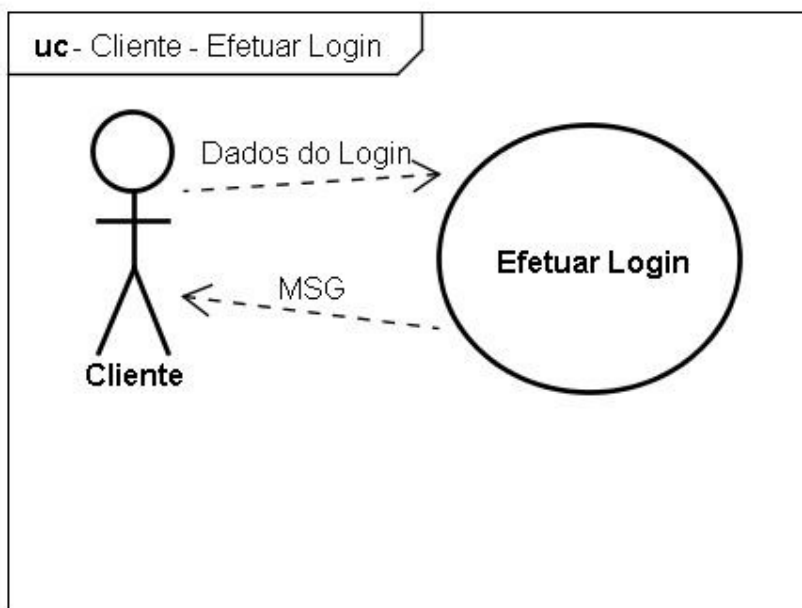 uc - Cliente - Efetuar Login
Dados do Login
Efetuar Login
MSG
Cliente